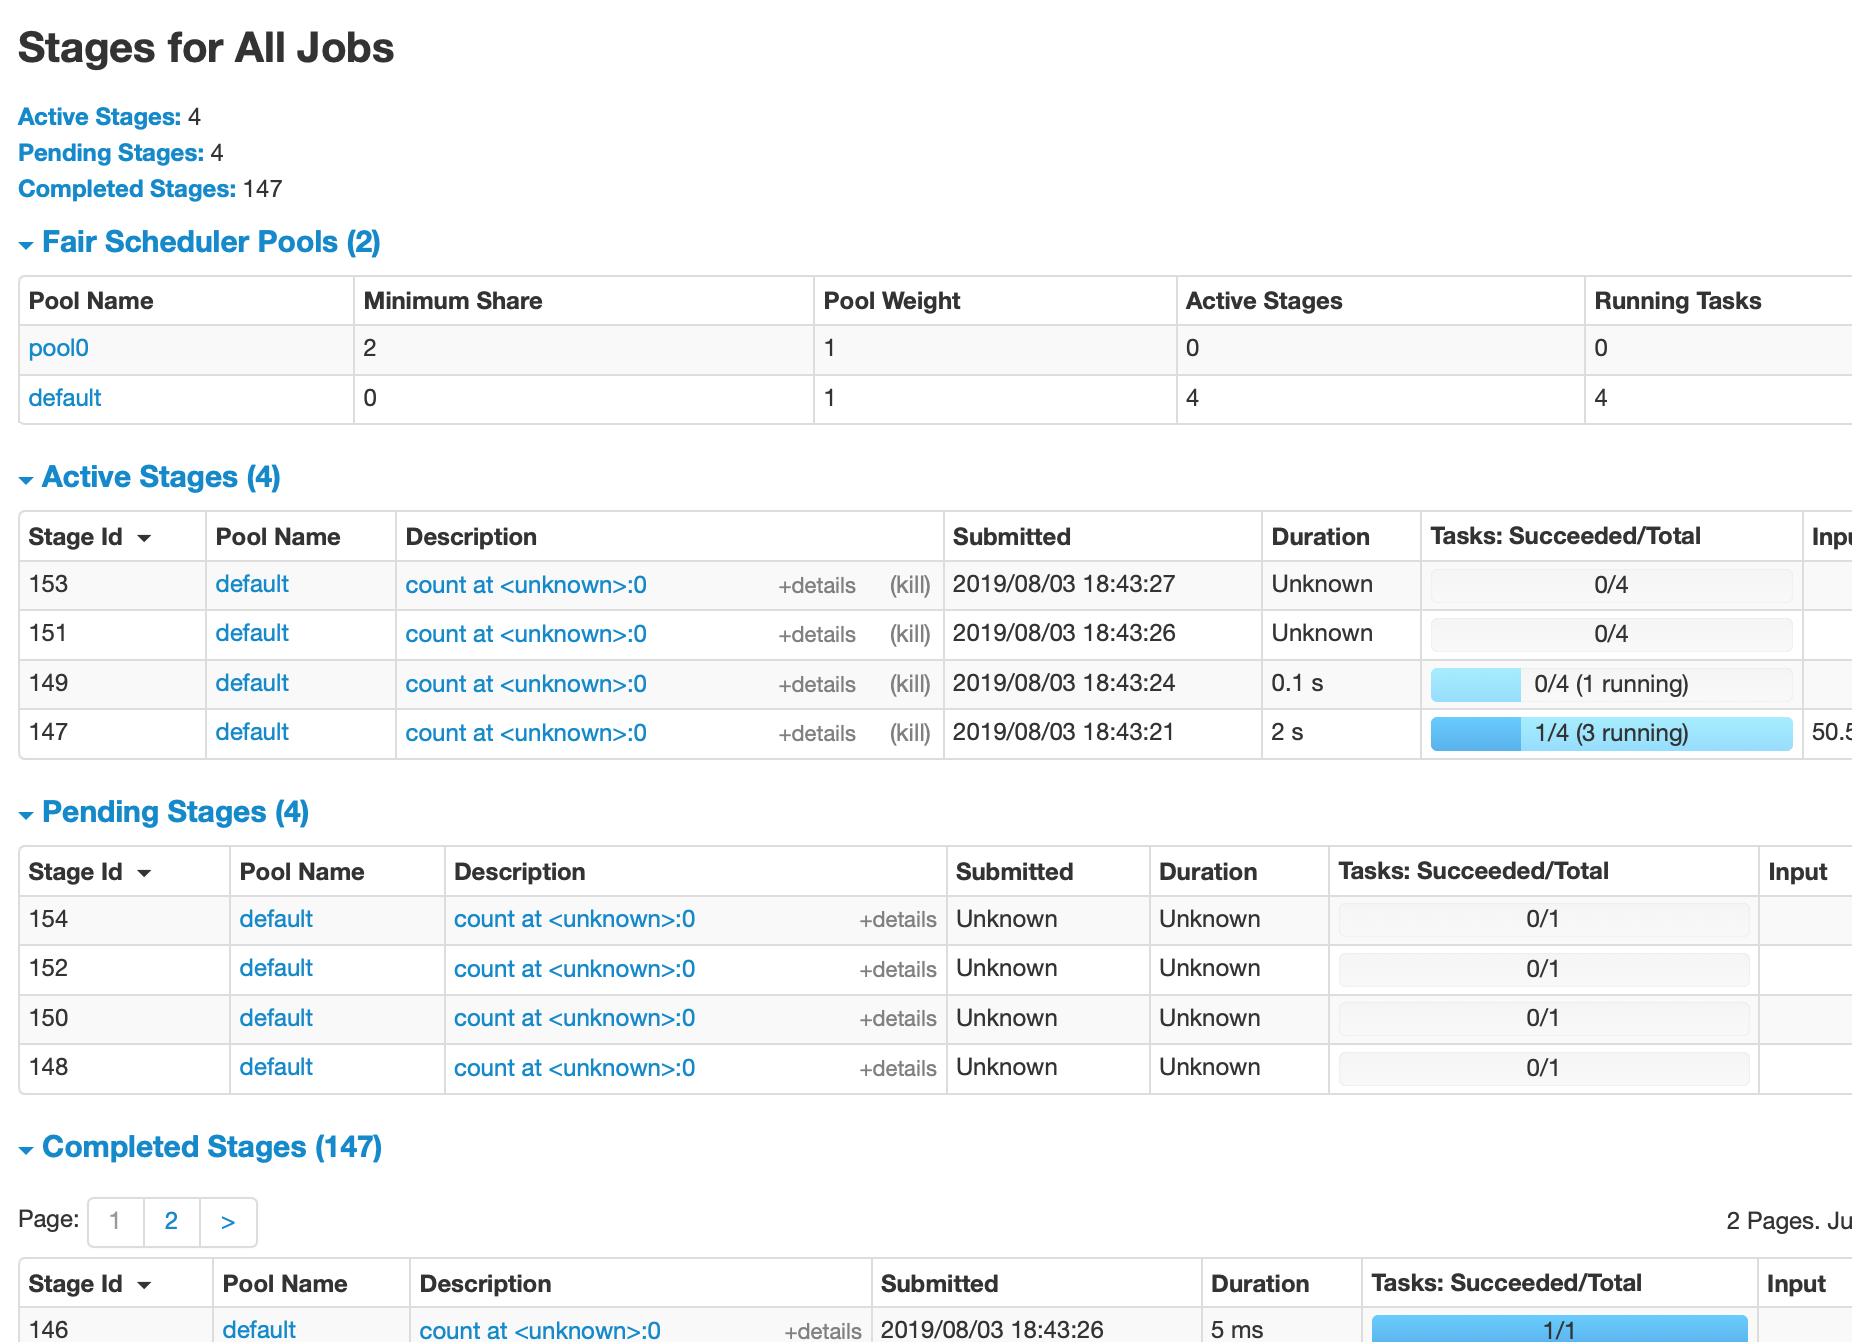 Stages for All Jobs
Active Stages: 4
Pending Stages: 4
Completed Stages: 147
Fair Scheduler Pools (2)
Pool Name Minimum Share Pool Weight Active Stages Running Tasks
pool0 2 1 0 0
default 0 1 4 4
Active Stages (4)
Stage Id Pool Name Description Submitted Duration Tasks: Succeeded/Total Inpu
153 default count at <unknown>:0 +details (kill) 2019/08/03 18:43:27 Unknown 0/4
151 default count at <unknown>:0 +details (kill) 2019/08/03 18:43:26 Unknown 0/4
149 default count at <unknown>:0 +details (kill) 2019/08/03 18:43:24 0.1 s 0/4 (1 running)
147 default count at <unknown>:0 +details (kill) 2019/08/03 18:43:21 2 s 1/4 (3 running) 50.5
Pending Stages (4)
Stage Id Pool Name Description Submitted Duration Tasks: Succeeded/Total Input
154 default count at <unknown>:0 +details Unknown Unknown 0/1
152 default count at <unknown>:0 +details Unknown Unknown 0/1
150 default count at <unknown>:0 +details Unknown Unknown 0/1
148 default count at <unknown>:0 +details Unknown Unknown 0/1
Completed Stages (147)
Page: 1 2 > 2 Pages. Ju
Stage Id Pool Name Description Submitted Duration Tasks: Succeeded/Total Input
146 default count at <unknown>:0 +details 2019/08/03 18:43:26 5 ms 1/1